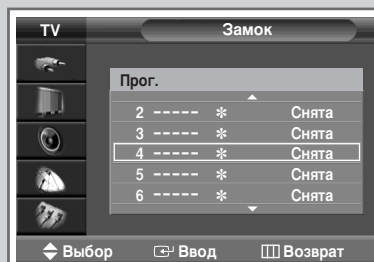 TV Замок
Прог.
2 ----- ✻ Снята
3 ----- ✻ Снята
4 ----- ✻ Снята
5 ----- ✻ Снята
6 ----- ✻ Снята
Выбор Ввод Возврат